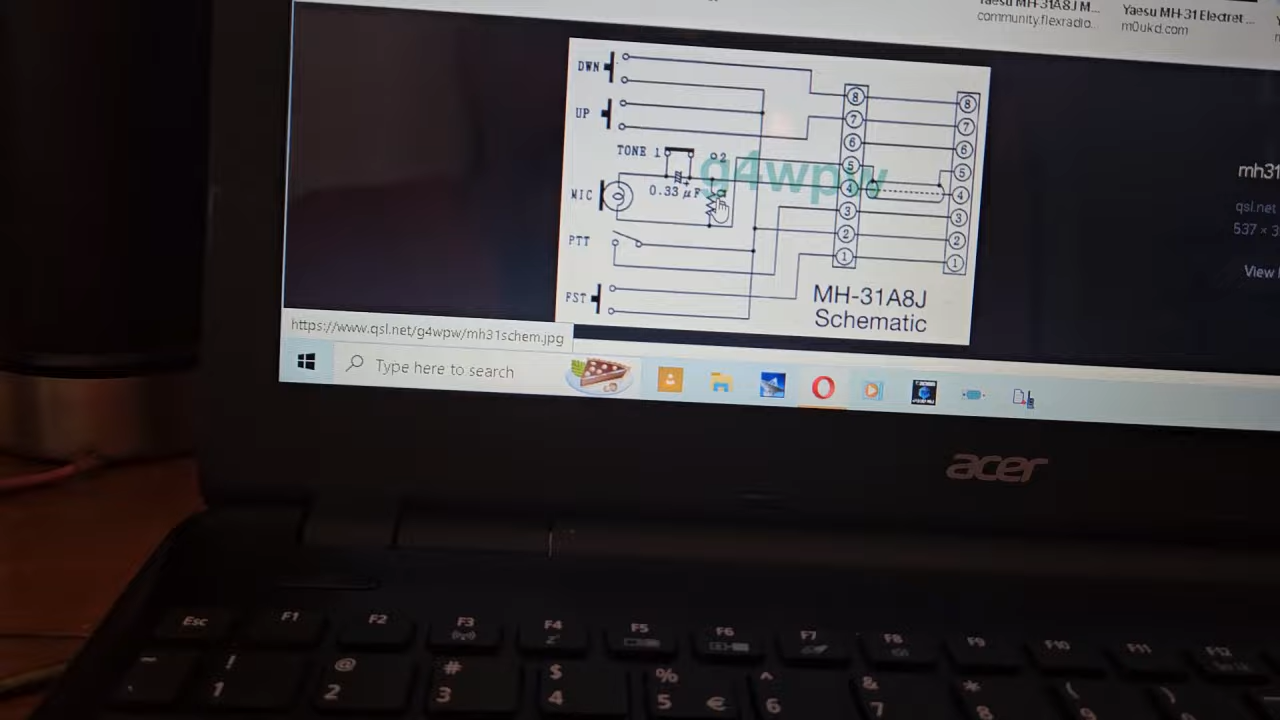 Yaesu MH-31A8J M...
community.flexradio...
Yaesu MH-31 Electret ...
m0ukd.com
DWN
UP
TONE 1
2
0.33 μF
MIC
PTT
FST
8
7
6
5
4
3
2
1
8
7
6
5
4
3
2
1
g4wpw
MH-31A8J
Schematic
mh31
qsl.net
537 × 3
View
https://www.qsl.net/g4wpw/mh31schem.jpg
Type here to search
acer
Esc
F1
F2
F3
F4
F5
F6
F7
F8
F9
F10
F11
F12
~
!
1
@
2
#
3
$
4
%
5
€
^
6
&
7
*
8
(
9
)